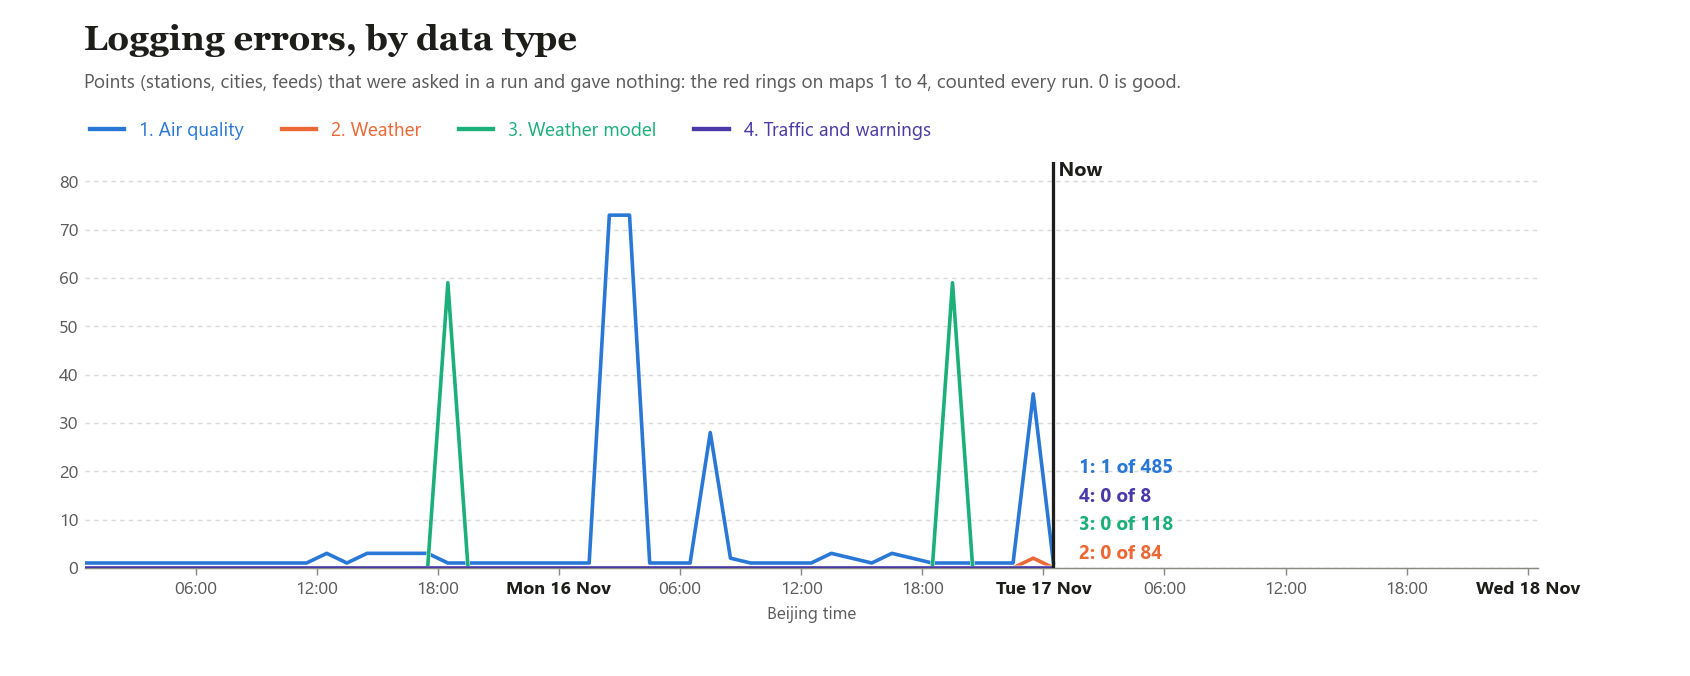 Logging errors, by data type
Points (stations, cities, feeds) that were asked in a run and gave nothing: the red rings on maps 1 to 4, counted every run. 0 is good.
1. Air quality 2. Weather 3. Weather model 4. Traffic and warnings
Now
80
70
60
50
40
30
20
10
0
1: 1 of 485
4: 0 of 8
3: 0 of 118
2: 0 of 84
06:00 12:00 18:00 Mon 16 Nov 06:00 12:00 18:00 Tue 17 Nov 06:00 12:00 18:00 Wed 18 Nov
Beijing time